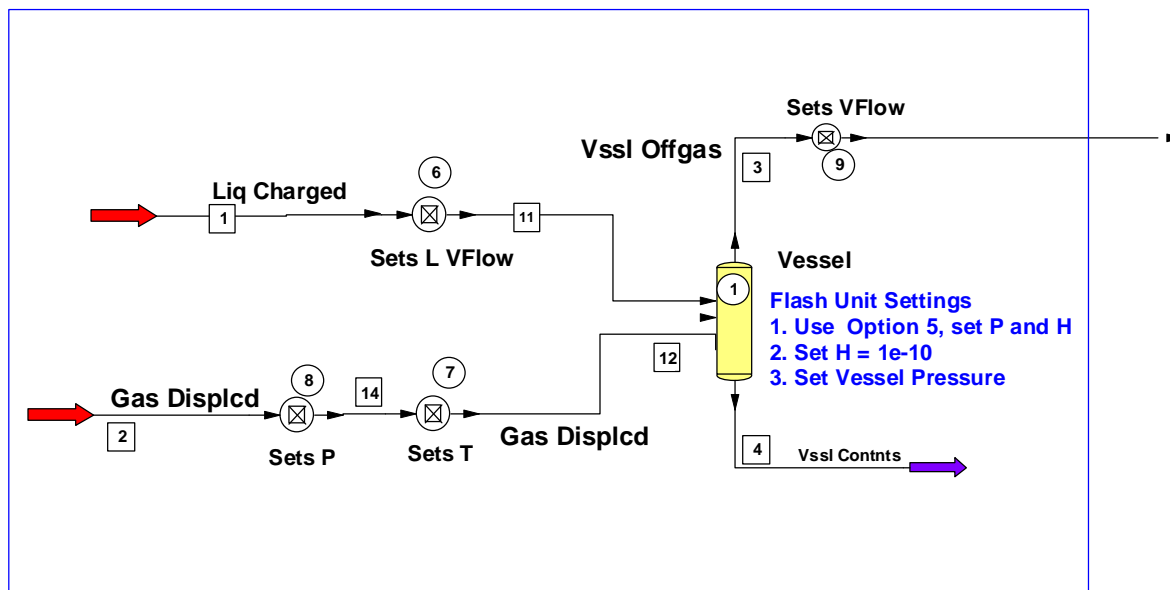 Sets VFlow
9
Vssl Offgas
3
6
Liq Charged
1
11
Sets L VFlow
Vessel
1
Flash Unit Settings
1. Use  Option 5, set P and H
2. Set H = 1e-10
3. Set Vessel Pressure
12
8
14
7
Gas Displcd
2
Sets P
Sets T
Gas Displcd
4
Vssl Contnts